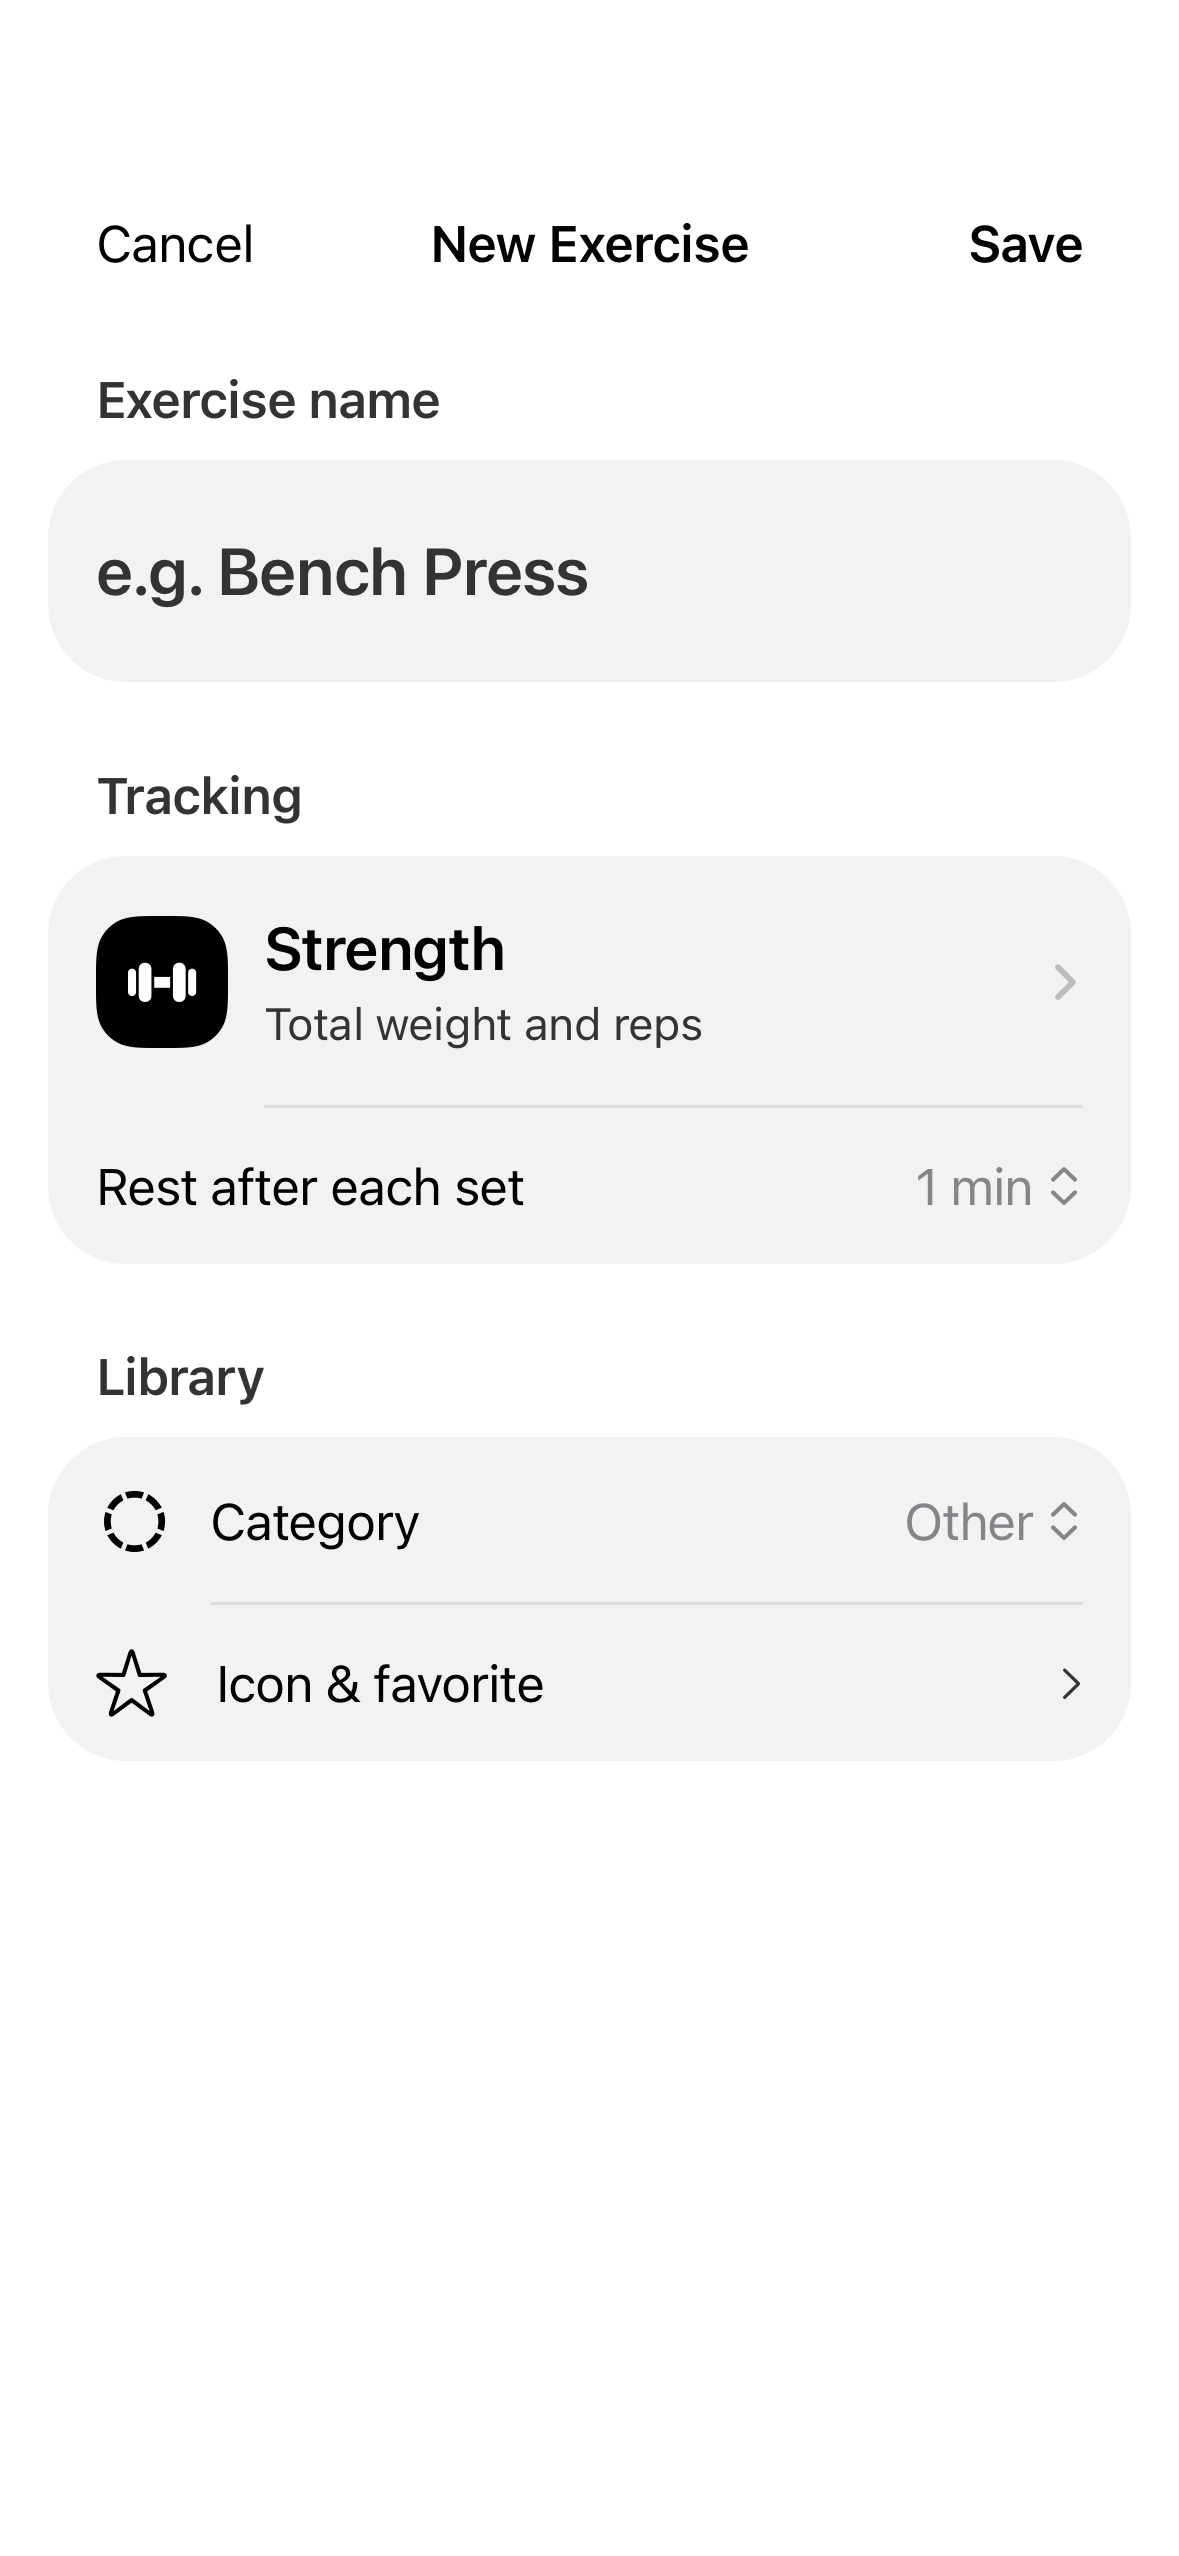 Cancel New Exercise Save
Exercise name
e.g. Bench Press
Tracking
Strength
Total weight and reps
Rest after each set 1 min
Library
Category Other
Icon & favorite